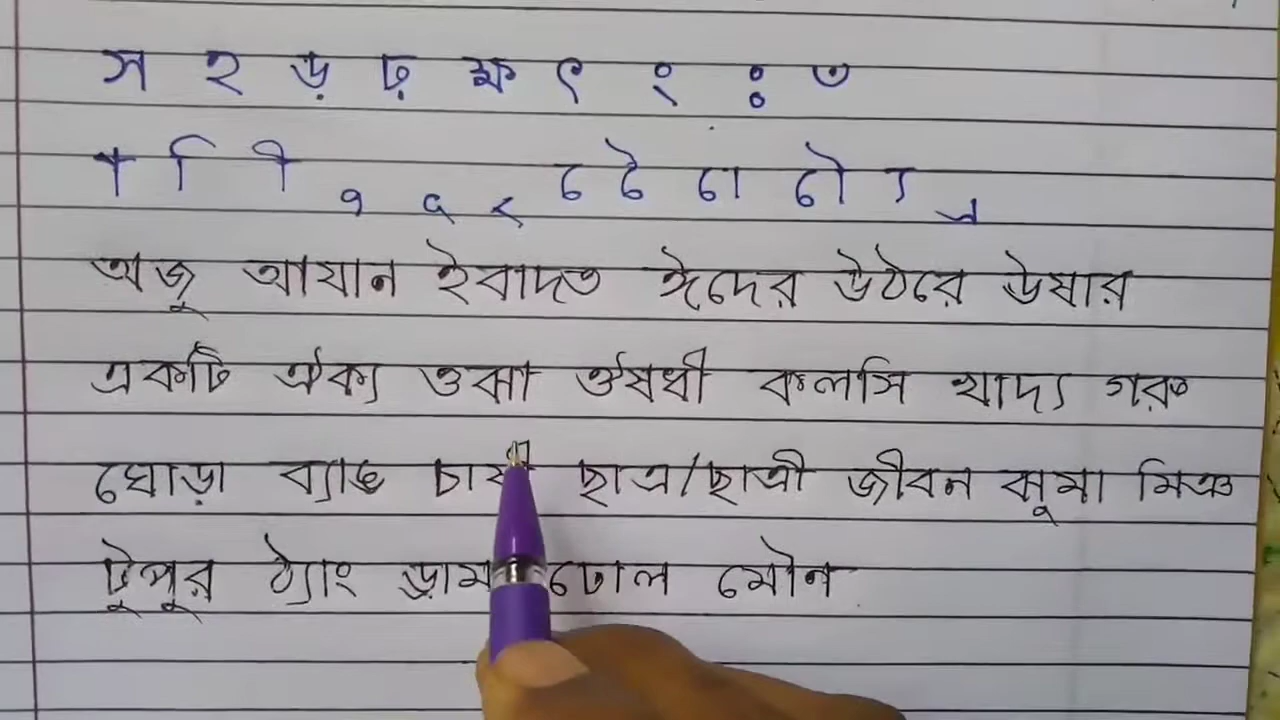 স হ ড় ঢ় ক্ষ ৎ ং ঃ ৺
া ি ী ু ৃ ূ ে ৈ ো ৌ ্য ্র
অজু আযান ইবাদত ঈদের উঠরে ঊষার
একটি ঐক্য ওঝা ঔষধী কলসি খাদ্য গরু
ঘোড়া ব্যাঙ ছাত্র/ছাত্রী জীবন ঝুমা মিঞ
টুপুর ঠ্যাং ড্রাম ঢোল মৌন